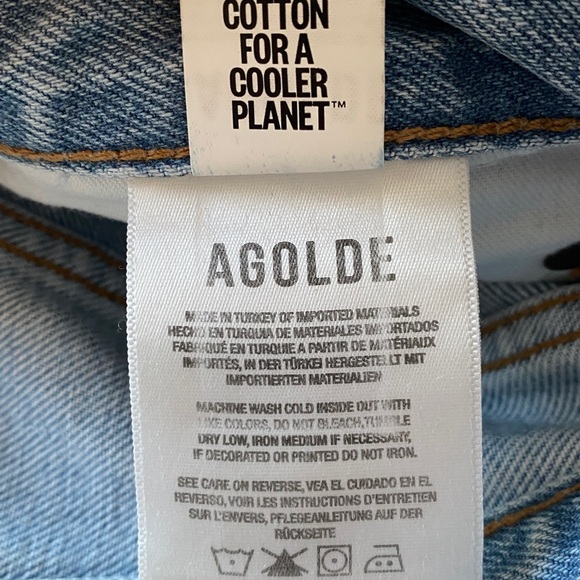 COTTON
FOR A
COOLER
PLANET™
AGOLDE
MADE IN TURKEY OF IMPORTED MATERIALS
HECHO EN TURQUIA DE MATERIALES IMPORTADOS
FABRIQUÉ EN TURQUIE A PARTIR DE MATÉRIAUX
IMPORTÉS, IN DER TÜRKEI HERGESTELLT MIT
IMPORTIERTEN MATERIALIEN
MACHINE WASH COLD INSIDE OUT WITH
LIKE COLORS, DO NOT BLEACH, TUMBLE
DRY LOW, IRON MEDIUM IF NECESSARY,
IF DECORATED OR PRINTED DO NOT IRON.
SEE CARE ON REVERSE, VEA EL CUIDADO EN EL
REVERSO, VOIR LES INSTRUCTIONS D'ENTRETIEN
SUR L'ENVERS, PFLEGEANLEITUNG AUF DER
RÜCKSEITE